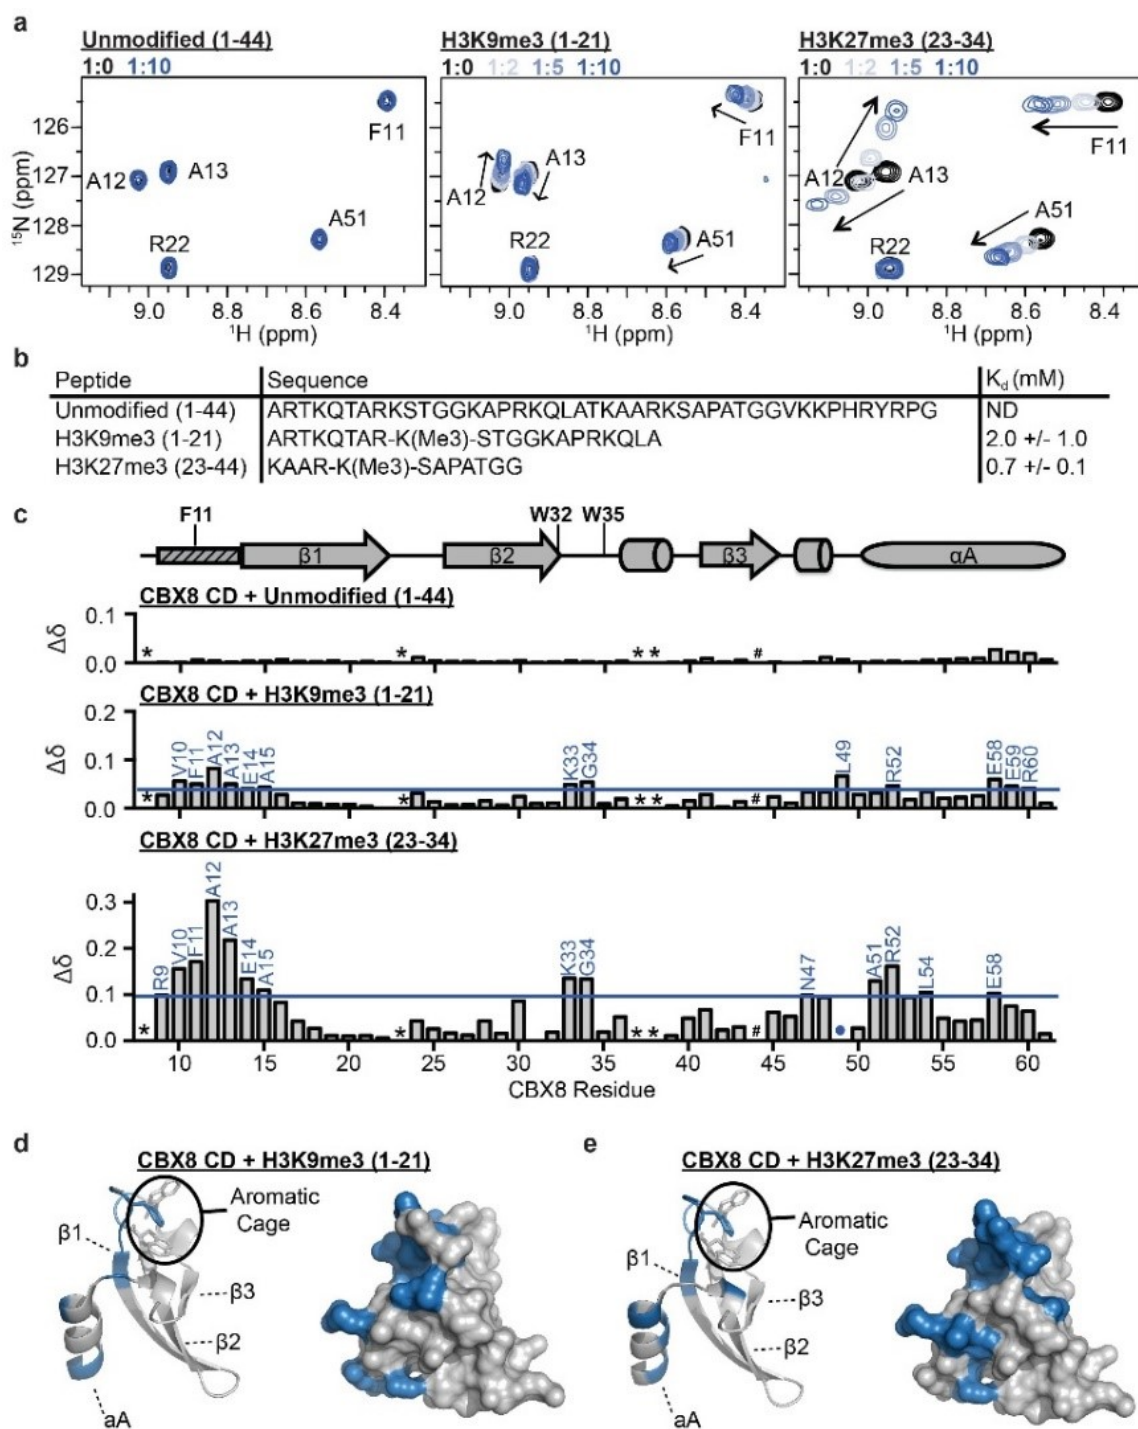 a
Unmodified (1-44)
1:0 1:10
H3K9me3 (1-21)
1:0 1:2 1:5 1:10
H3K27me3 (23-34)
1:0 1:2 1:5 1:10
15N (ppm)
126
127
128
129
F11
A12
A13
A51
R22
9.0 8.8 8.6 8.4
1H (ppm)
F11
A13
A12
R22
A51
9.0 8.8 8.6 8.4
1H (ppm)
F11
A12
A13
A51
R22
9.0 8.8 8.6 8.4
1H (ppm)
b
Peptide Sequence Kd (mM)
Unmodified (1-44) ARTKQTARKSTGGKAPRKQLATKAARKSAPATGGVKKPHRYRPG ND
H3K9me3 (1-21) ARTKQTAR-K(Me3)-STGGKAPRKQLA 2.0 +/- 1.0
H3K27me3 (23-44) KAAR-K(Me3)-SAPATGG 0.7 +/- 0.1
c
F11 W32 W35
β1 β2 β3 αA
CBX8 CD + Unmodified (1-44)
Δδ
0.1
0.0
* * * * #
CBX8 CD + H3K9me3 (1-21)
Δδ
0.2
0.1
0.0
V10 F11 A12 A13 E14 A15 K33 G34 L49 R52 E58 E59 R60
* * * * #
CBX8 CD + H3K27me3 (23-34)
Δδ
0.3
0.2
0.1
0.0
R9 V10 F11 A12 A13 E14 A15 K33 G34 N47 A51 R52 L54 E58
* * * * #
10 15 20 25 30 35 40 45 50 55 60
CBX8 Residue
d
CBX8 CD + H3K9me3 (1-21)
Aromatic
Cage
β1
β3
β2
aA
e
CBX8 CD + H3K27me3 (23-34)
Aromatic
Cage
β1
β3
β2
aA